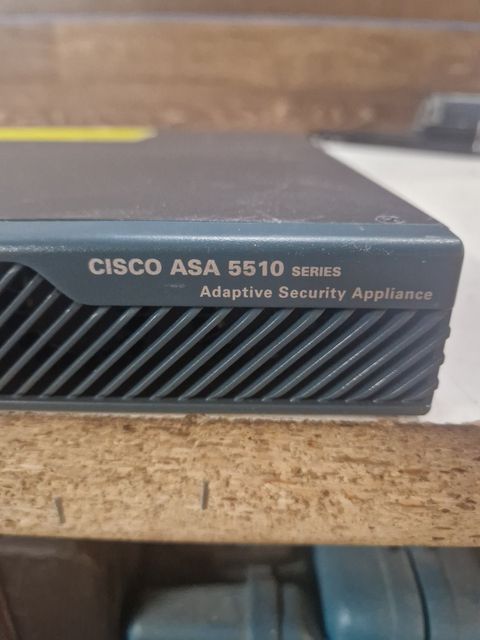 CISCO ASA 5510 SERIES
Adaptive Security Appliance